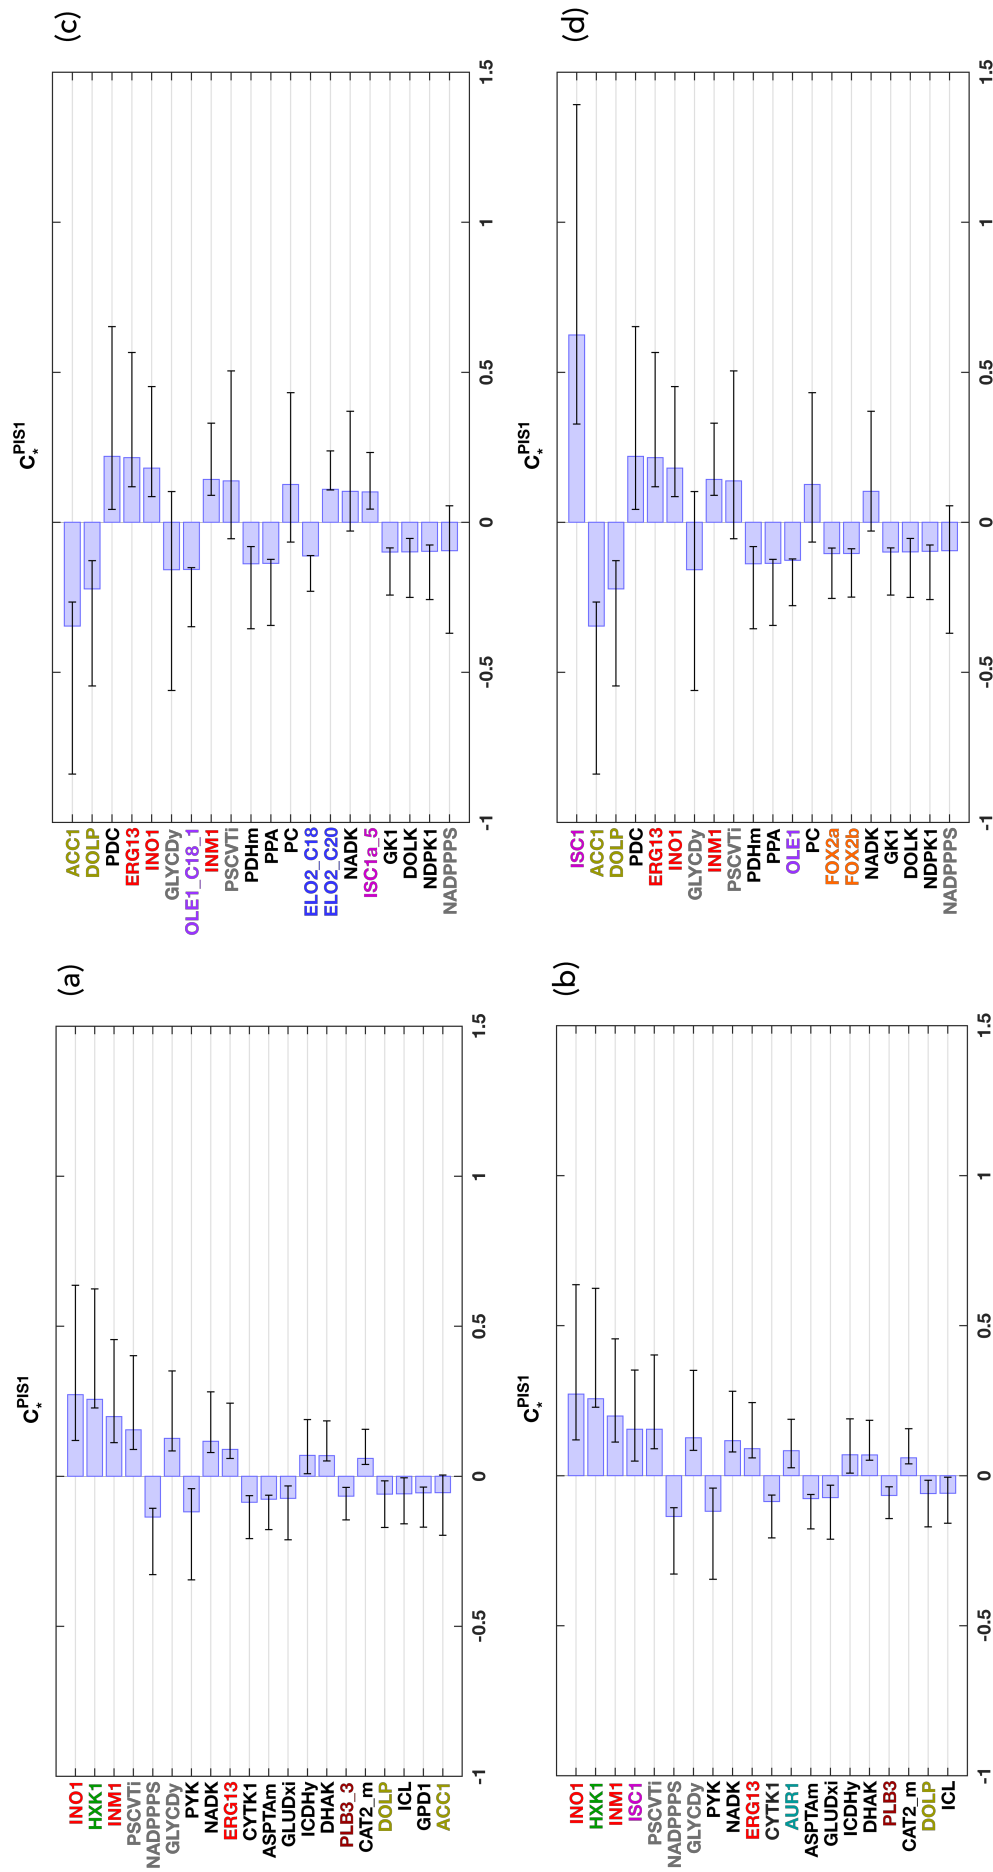 (c)
C*PIS1
ACC1
DOLP
PDC
ERG13
INO1
GLYCDy
OLE1_C18_1
INM1
PSCVTi
PDHm
PPA
PC
ELO2_C18
ELO2_C20
NADK
ISC1a_5
GK1
DOLK
NDPK1
NADPPPS
-1
-0.5
0
0.5
1
1.5
(d)
C*PIS1
ISC1
ACC1
DOLP
PDC
ERG13
INO1
GLYCDy
INM1
PSCVTi
PDHm
PPA
OLE1
PC
FOX2a
FOX2b
NADK
GK1
DOLK
NDPK1
NADPPPS
-1
-0.5
0
0.5
1
1.5
(a)
C*PIS1
INO1
HXK1
INM1
PSCVTi
NADPPPS
GLYCDy
PYK
NADK
ERG13
CYTK1
ASPTAm
GLUDxi
ICDHy
DHAK
PLB3_3
CAT2_m
DOLP
ICL
GPD1
ACC1
-1
-0.5
0
0.5
1
1.5
(b)
C*PIS1
INO1
HXK1
INM1
ISC1
PSCVTi
NADPPPS
GLYCDy
PYK
NADK
ERG13
CYTK1
AUR1
ASPTAm
GLUDxi
ICDHy
DHAK
PLB3
CAT2_m
DOLP
ICL
-1
-0.5
0
0.5
1
1.5